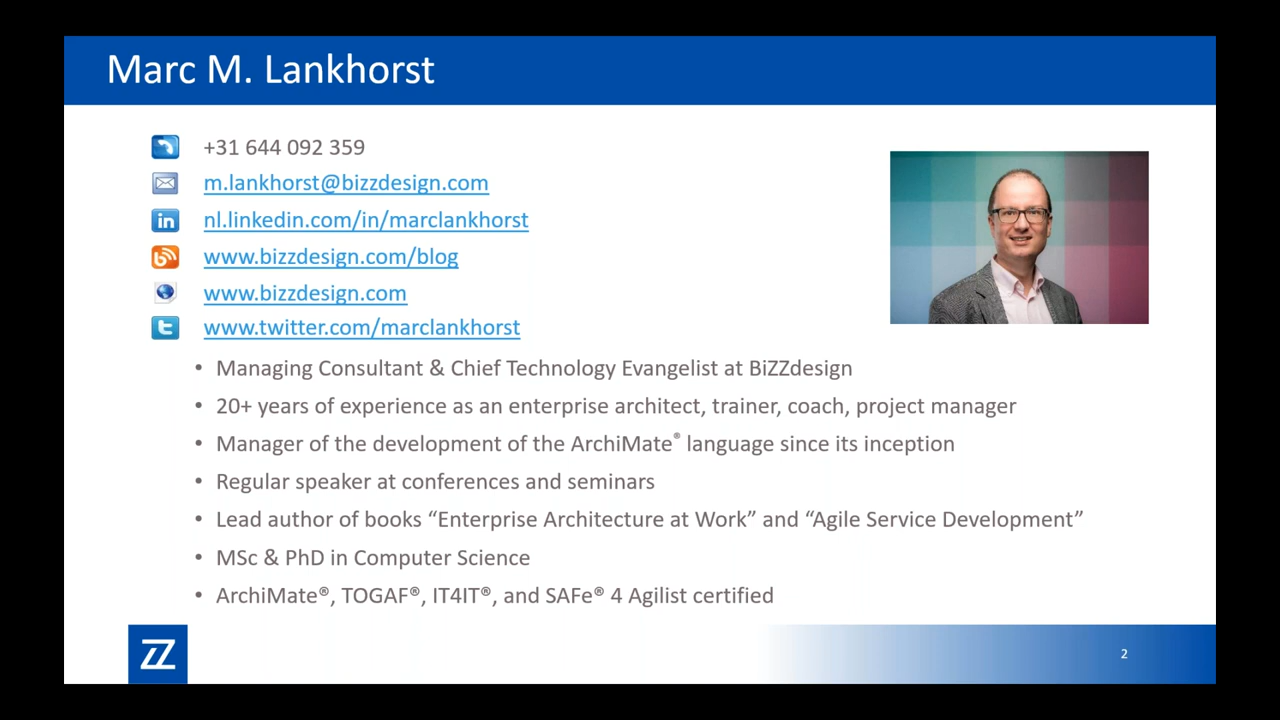 Marc M. Lankhorst
+31 644 092 359
m.lankhorst@bizzdesign.com
nl.linkedin.com/in/marclankhorst
www.bizzdesign.com/blog
www.bizzdesign.com
www.twitter.com/marclankhorst
• Managing Consultant & Chief Technology Evangelist at BiZZdesign
• 20+ years of experience as an enterprise architect, trainer, coach, project manager
• Manager of the development of the ArchiMate® language since its inception
• Regular speaker at conferences and seminars
• Lead author of books “Enterprise Architecture at Work” and “Agile Service Development”
• MSc & PhD in Computer Science
• ArchiMate®, TOGAF®, IT4IT®, and SAFe® 4 Agilist certified
ZZ
2